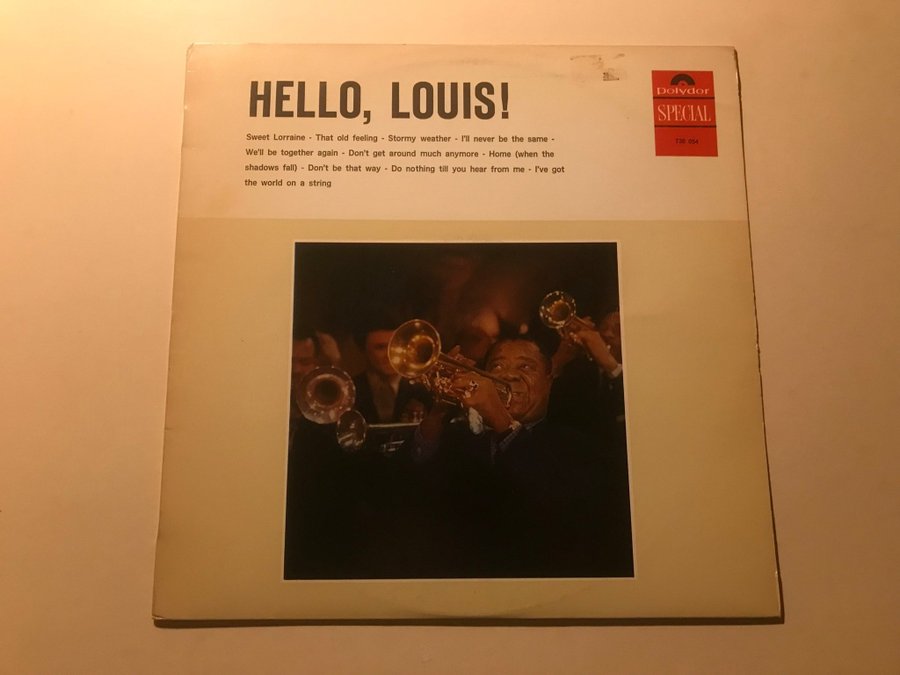 HELLO, LOUIS!
Sweet Lorraine - That old feeling - Stormy weather - I'll never be the same -
We'll be together again - Don't get around much anymore - Home (when the
shadows fall) - Don't be that way - Do nothing till you hear from me - I've got
the world on a string
polydor
SPECIAL